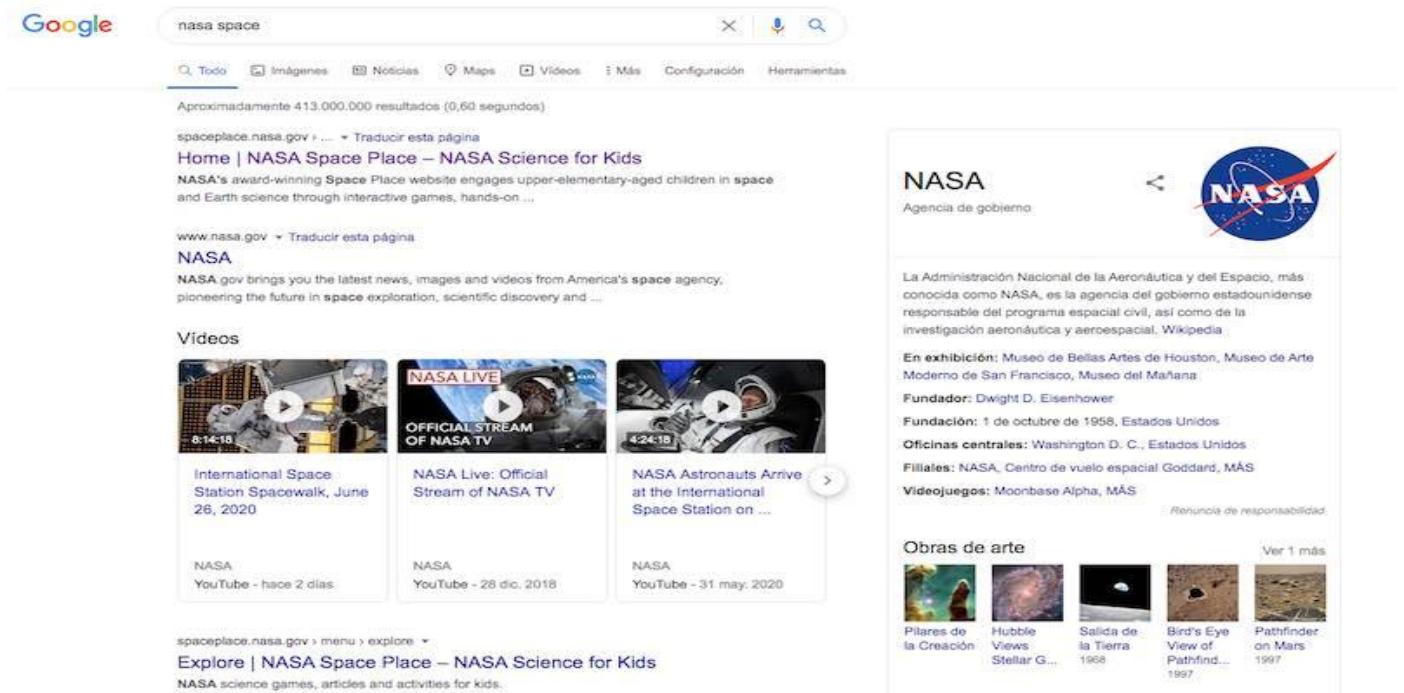 Google
nasa space
Todo Imágenes Noticias Maps Vídeos Más Configuración Herramientas
Aproximadamente 413.000.000 resultados (0,60 segundos)
spaceplace.nasa.gov › ... Traducir esta página
Home | NASA Space Place – NASA Science for Kids
NASA's award-winning Space Place website engages upper-elementary-aged children in space
and Earth science through interactive games, hands-on ...
www.nasa.gov Traducir esta página
NASA
NASA.gov brings you the latest news, images and videos from America's space agency,
pioneering the future in space exploration, scientific discovery and ...
Vídeos
8:14:18
International Space
Station Spacewalk, June
26, 2020
NASA
YouTube - hace 2 días
NASA LIVE
OFFICIAL STREAM
OF NASA TV
NASA Live: Official
Stream of NASA TV
NASA
YouTube - 28 dic. 2018
4:24:18
NASA Astronauts Arrive
at the International
Space Station on ...
NASA
YouTube - 31 may. 2020
spaceplace.nasa.gov › menu › explore
Explore | NASA Space Place – NASA Science for Kids
NASA science games, articles and activities for kids.
NASA
Agencia de gobierno
NASA
La Administración Nacional de la Aeronáutica y del Espacio, más
conocida como NASA, es la agencia del gobierno estadounidense
responsable del programa espacial civil, así como de la
investigación aeronáutica y aeroespacial. Wikipedia
En exhibición: Museo de Bellas Artes de Houston, Museo de Arte
Moderno de San Francisco, Museo del Mañana
Fundador: Dwight D. Eisenhower
Fundación: 1 de octubre de 1958, Estados Unidos
Oficinas centrales: Washington D. C., Estados Unidos
Filiales: NASA, Centro de vuelo espacial Goddard, MÁS
Videojuegos: Moonbase Alpha, MÁS
Renuncia de responsabilidad
Obras de arte
Ver 1 más
Pilares de
la Creación
Hubble
Views
Stellar G...
Salida de
la Tierra
1968
Bird's Eye
View of
Pathfind...
1997
Pathfinder
on Mars
1997